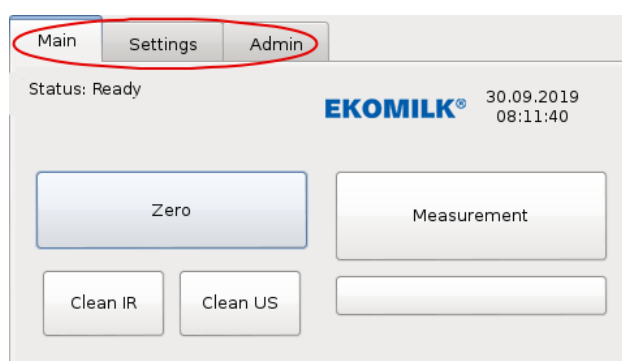 Main Settings Admin
Status: Ready
EKOMILK® 30.09.2019
08:11:40
Zero Measurement
Clean IR Clean US